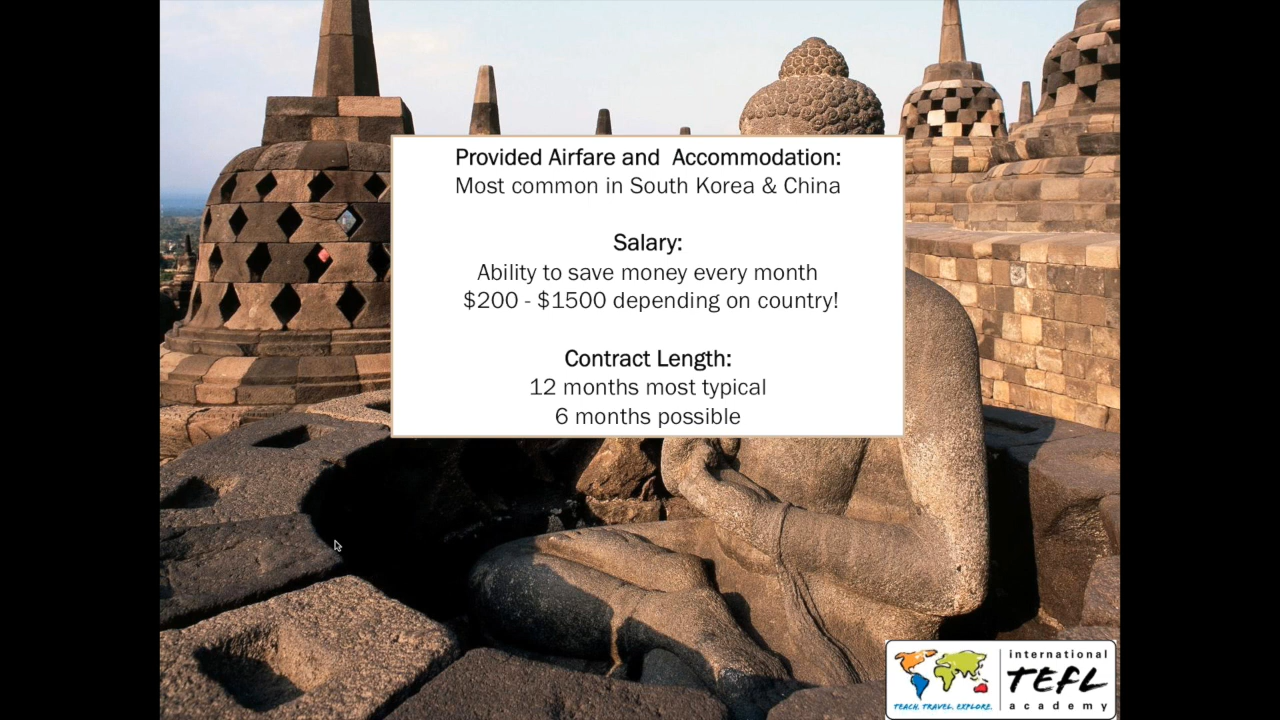 Provided Airfare and  Accommodation:
Most common in South Korea & China
Salary:
Ability to save money every month
$200 - $1500 depending on country!
Contract Length:
12 months most typical
6 months possible
international
TEFL
academy
TEACH. TRAVEL. EXPLORE.